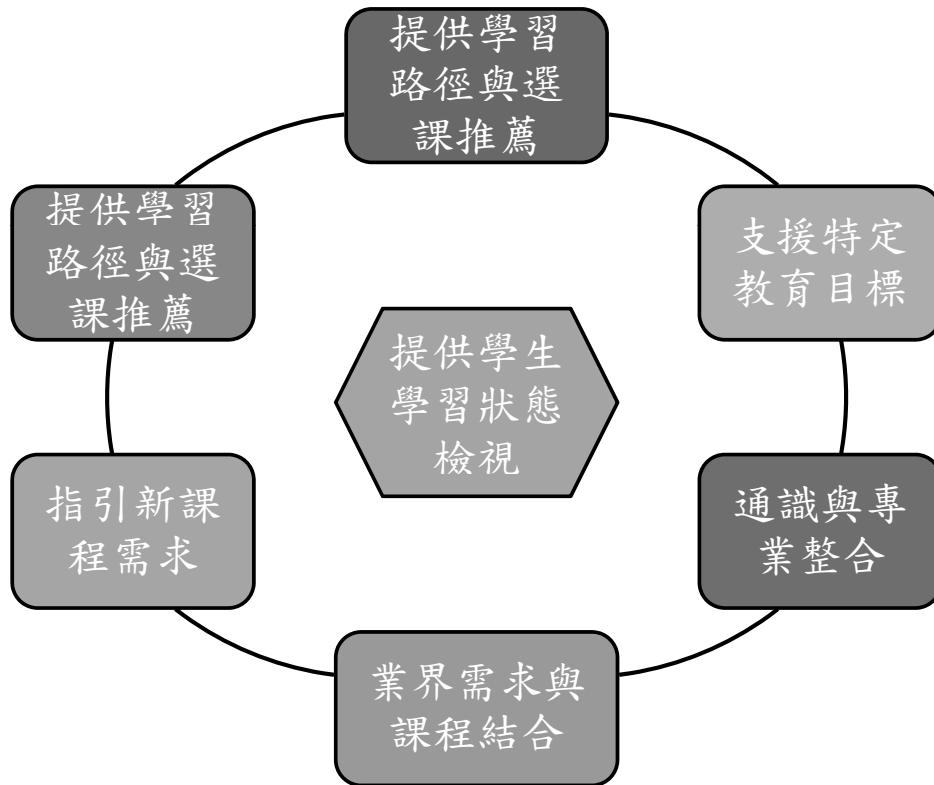 提供學習
路徑與選
課推薦
提供學習
路徑與選
課推薦
支援特定
教育目標
提供學生
學習狀態
檢視
指引新課
程需求
通識與專
業整合
業界需求與
課程結合